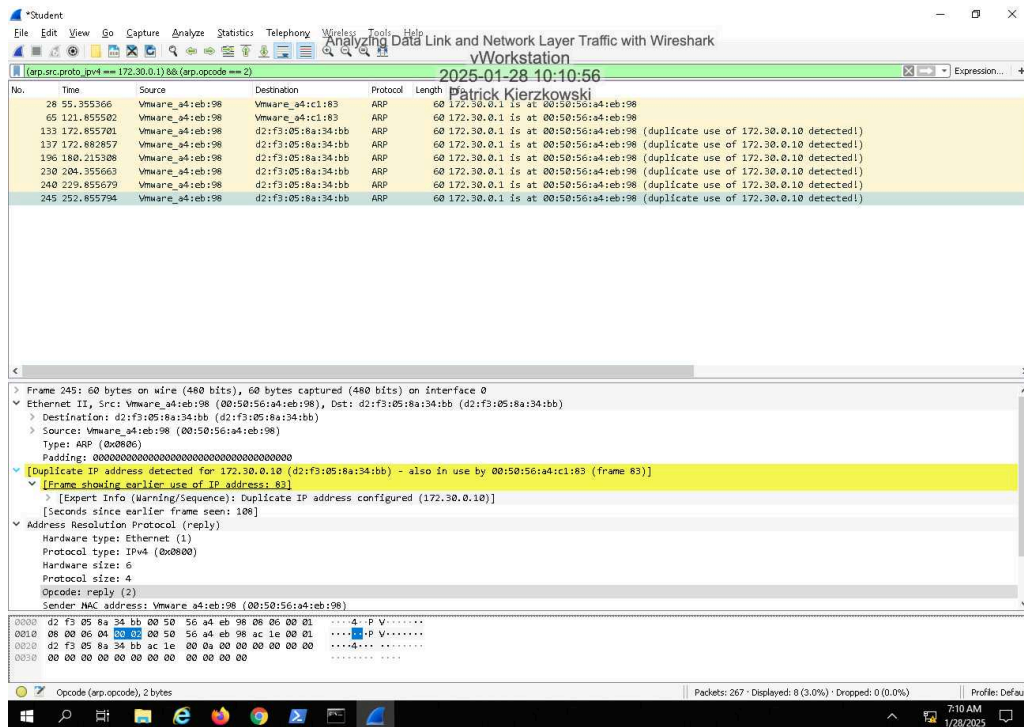 *Student
File Edit View Go Capture Analyze Statistics Telephony Wireless Tools Help
Analyzing Data Link and Network Layer Traffic with Wireshark
vWorkstation
2025-01-28 10:10:56
Patrick Kierzkowski
(arp.src.proto_ipv4 == 172.30.0.1) && (arp.opcode == 2)
Expression... +
No. Time Source Destination Protocol Length Info
28 55.355366 Vmware_a4:eb:98 Vmware_a4:c1:83 ARP 60 172.30.0.1 is at 00:50:56:a4:eb:98
65 121.855502 Vmware_a4:eb:98 Vmware_a4:c1:83 ARP 60 172.30.0.1 is at 00:50:56:a4:eb:98
133 172.855701 Vmware_a4:eb:98 d2:f3:05:8a:34:bb ARP 60 172.30.0.1 is at 00:50:56:a4:eb:98 (duplicate use of 172.30.0.10 detected!)
137 172.882857 Vmware_a4:eb:98 d2:f3:05:8a:34:bb ARP 60 172.30.0.1 is at 00:50:56:a4:eb:98 (duplicate use of 172.30.0.10 detected!)
196 180.215308 Vmware_a4:eb:98 d2:f3:05:8a:34:bb ARP 60 172.30.0.1 is at 00:50:56:a4:eb:98 (duplicate use of 172.30.0.10 detected!)
230 204.355663 Vmware_a4:eb:98 d2:f3:05:8a:34:bb ARP 60 172.30.0.1 is at 00:50:56:a4:eb:98 (duplicate use of 172.30.0.10 detected!)
240 229.855679 Vmware_a4:eb:98 d2:f3:05:8a:34:bb ARP 60 172.30.0.1 is at 00:50:56:a4:eb:98 (duplicate use of 172.30.0.10 detected!)
245 252.855794 Vmware_a4:eb:98 d2:f3:05:8a:34:bb ARP 60 172.30.0.1 is at 00:50:56:a4:eb:98 (duplicate use of 172.30.0.10 detected!)
Frame 245: 60 bytes on wire (480 bits), 60 bytes captured (480 bits) on interface 0
Ethernet II, Src: Vmware_a4:eb:98 (00:50:56:a4:eb:98), Dst: d2:f3:05:8a:34:bb (d2:f3:05:8a:34:bb)
Destination: d2:f3:05:8a:34:bb (d2:f3:05:8a:34:bb)
Source: Vmware_a4:eb:98 (00:50:56:a4:eb:98)
Type: ARP (0x0806)
Padding: 000000000000000000000000000000000000
[Duplicate IP address detected for 172.30.0.10 (d2:f3:05:8a:34:bb) - also in use by 00:50:56:a4:c1:83 (frame 83)]
[Frame showing earlier use of IP address: 83]
[Expert Info (Warning/Sequence): Duplicate IP address configured (172.30.0.10)]
[Seconds since earlier frame seen: 108]
Address Resolution Protocol (reply)
Hardware type: Ethernet (1)
Protocol type: IPv4 (0x0800)
Hardware size: 6
Protocol size: 4
Opcode: reply (2)
Sender MAC address: Vmware_a4:eb:98 (00:50:56:a4:eb:98)
0000 d2 f3 05 8a 34 bb 00 50 56 a4 eb 98 08 06 00 01 ····4··P V·······
0010 08 00 06 04 00 02 00 50 56 a4 eb 98 ac 1e 00 01 ·······P V·······
0020 d2 f3 05 8a 34 bb ac 1e 00 0a 00 00 00 00 00 00 ····4··· ········
0030 00 00 00 00 00 00 00 00 00 00 00 00 ········ ····
Opcode (arp.opcode), 2 bytes
Packets: 267 · Displayed: 8 (3.0%) · Dropped: 0 (0.0%)
Profile: Defau
7:10 AM
1/28/2025